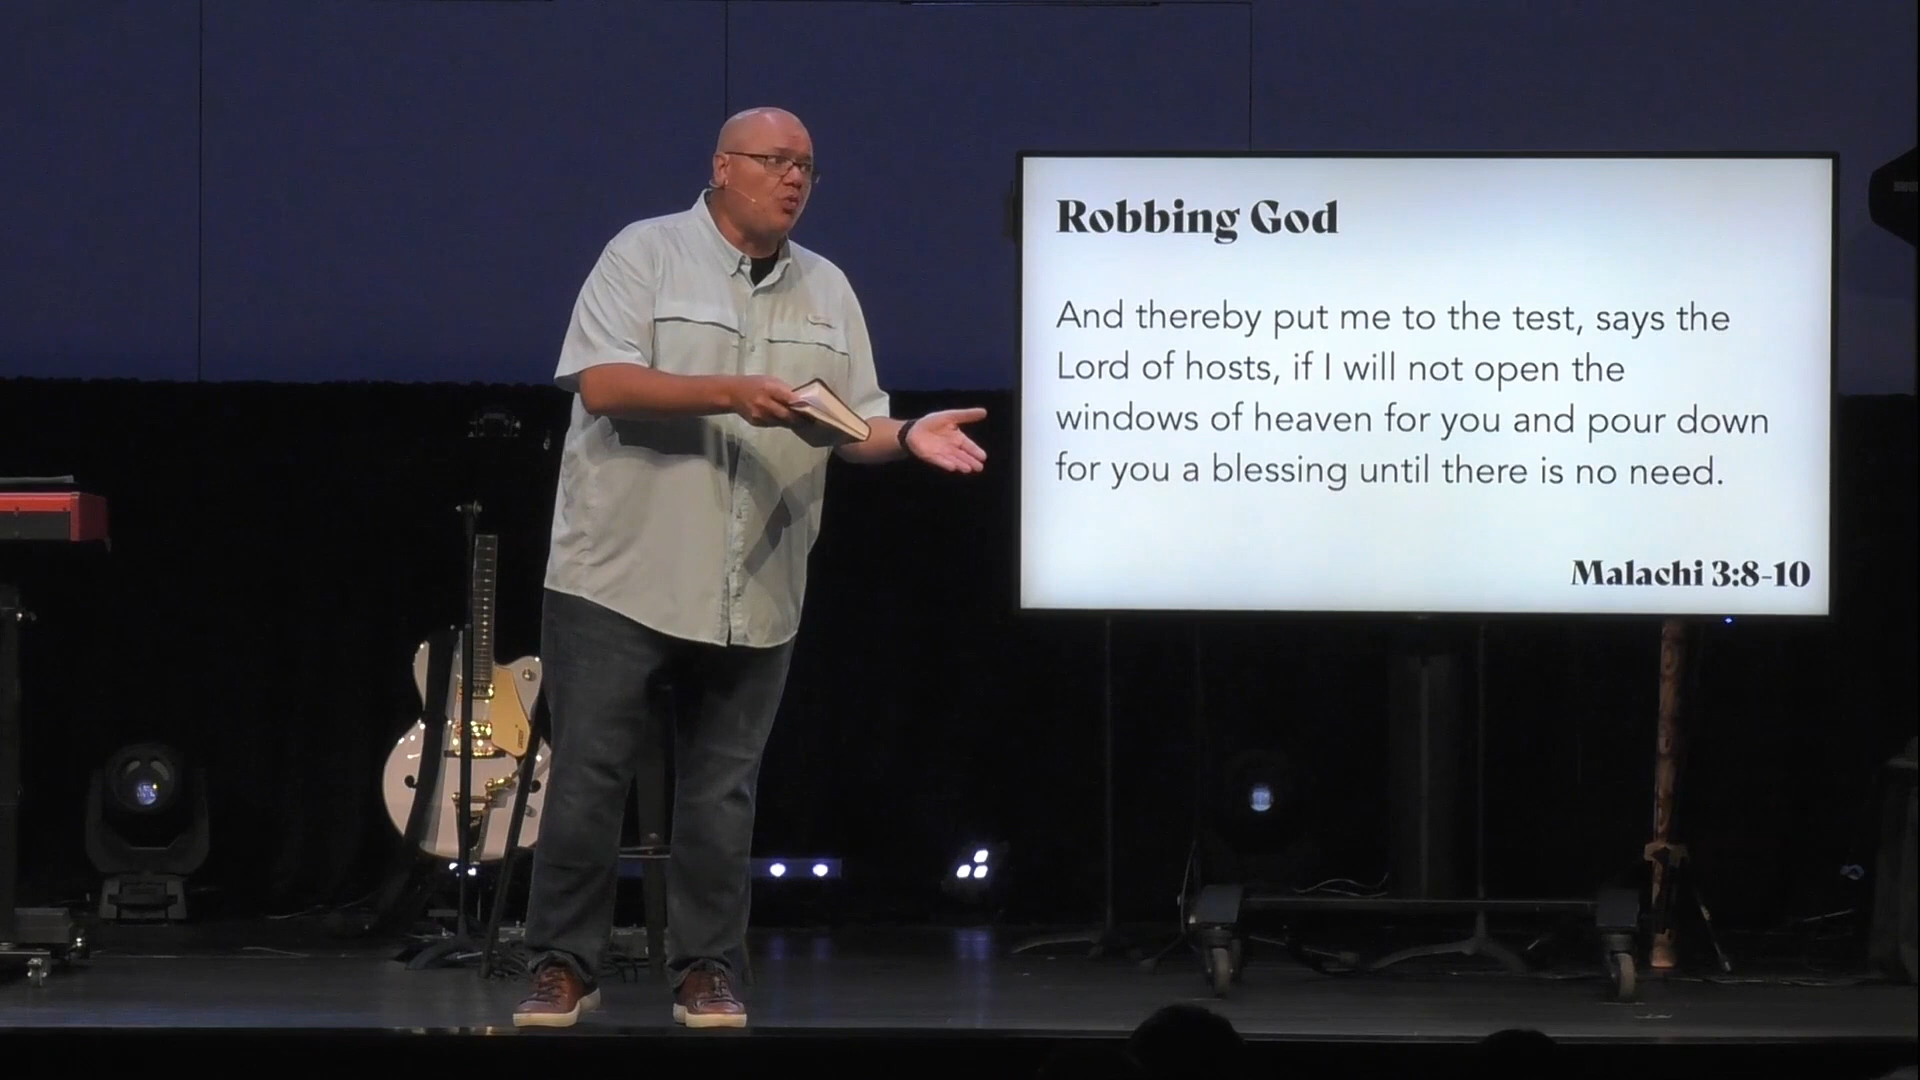 Robbing God
And thereby put me to the test, says the
Lord of hosts, if I will not open the
windows of heaven for you and pour down
for you a blessing until there is no need.
Malachi 3:8-10